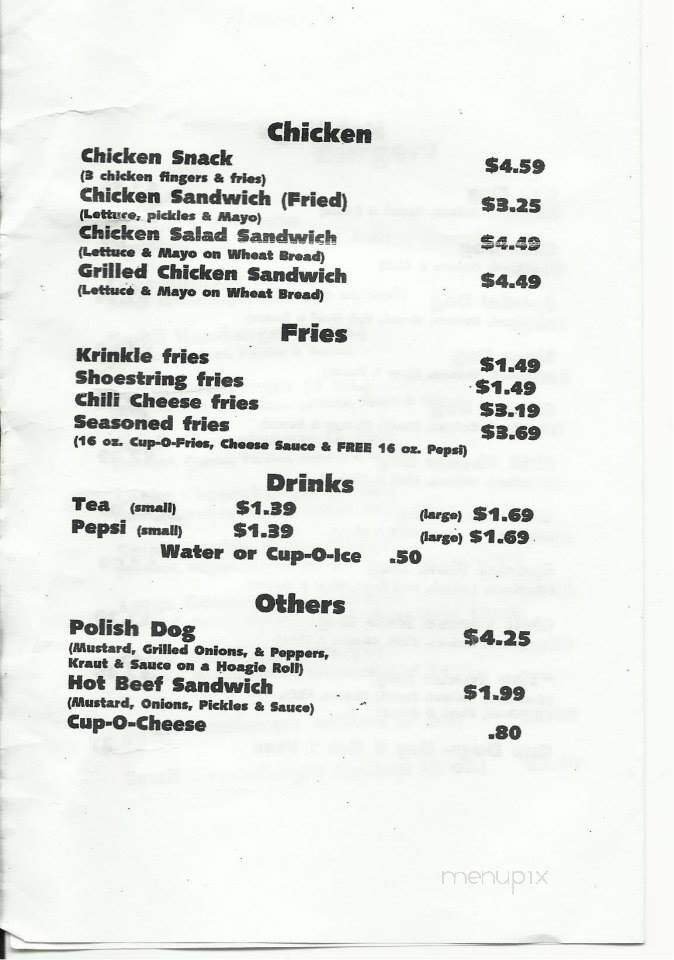 Chicken
Chicken Snack $4.59
(3 chicken fingers & fries)
Chicken Sandwich (Fried) $3.25
(Lettuce, pickles & Mayo)
Chicken Salad Sandwich $4.49
(Lettuce & Mayo on Wheat Bread)
Grilled Chicken Sandwich $4.49
(Lettuce & Mayo on Wheat Bread)
Fries
Krinkle fries $1.49
Shoestring fries $1.49
Chili Cheese fries $3.19
Seasoned fries $3.69
(16 oz. Cup-O-Fries, Cheese Sauce & FREE 16 oz. Pepsi)
Drinks
Tea (small) $1.39 (large) $1.69
Pepsi (small) $1.39 (large) $1.69
Water or Cup-O-Ice .50
Others
Polish Dog $4.25
(Mustard, Grilled Onions, & Peppers,
Kraut & Sauce on a Hoagie Roll)
Hot Beef Sandwich $1.99
(Mustard, Onions, Pickles & Sauce)
Cup-O-Cheese .80
menupix